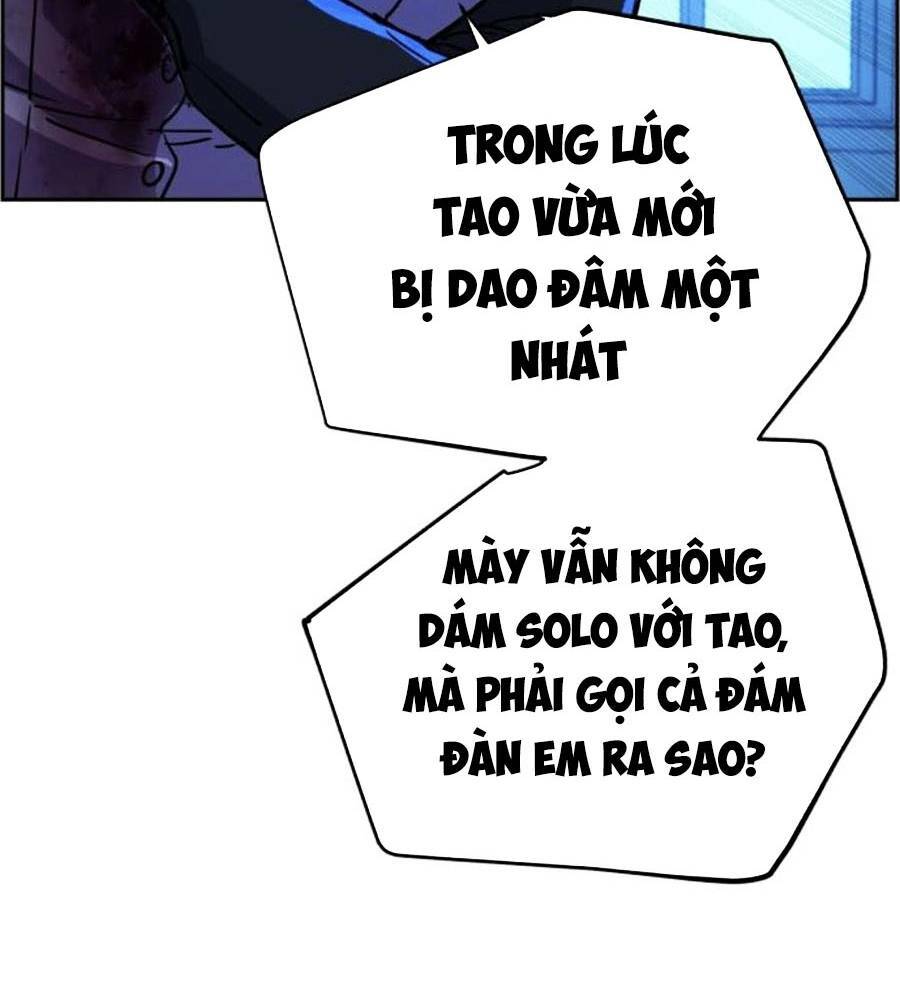 TRONG LÚC
TAO VỪA MỚI
BỊ DAO ĐÂM MỘT
NHÁT
MÀY VẪN KHÔNG
DÁM SOLO VỚI TAO,
MÀ PHẢI GỌI CẢ ĐÁM
ĐÀN EM RA SAO?